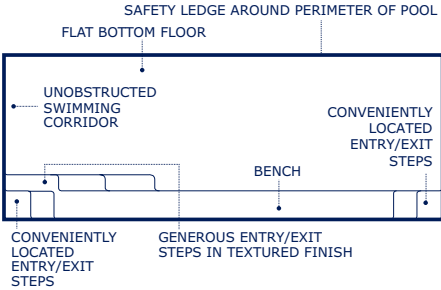 SAFETY LEDGE AROUND PERIMETER OF POOL
FLAT BOTTOM FLOOR
UNOBSTRUCTED
SWIMMING
CORRIDOR
CONVENIENTLY
LOCATED
ENTRY/EXIT
STEPS
BENCH
CONVENIENTLY
LOCATED
ENTRY/EXIT
STEPS
GENEROUS ENTRY/EXIT
STEPS IN TEXTURED FINISH